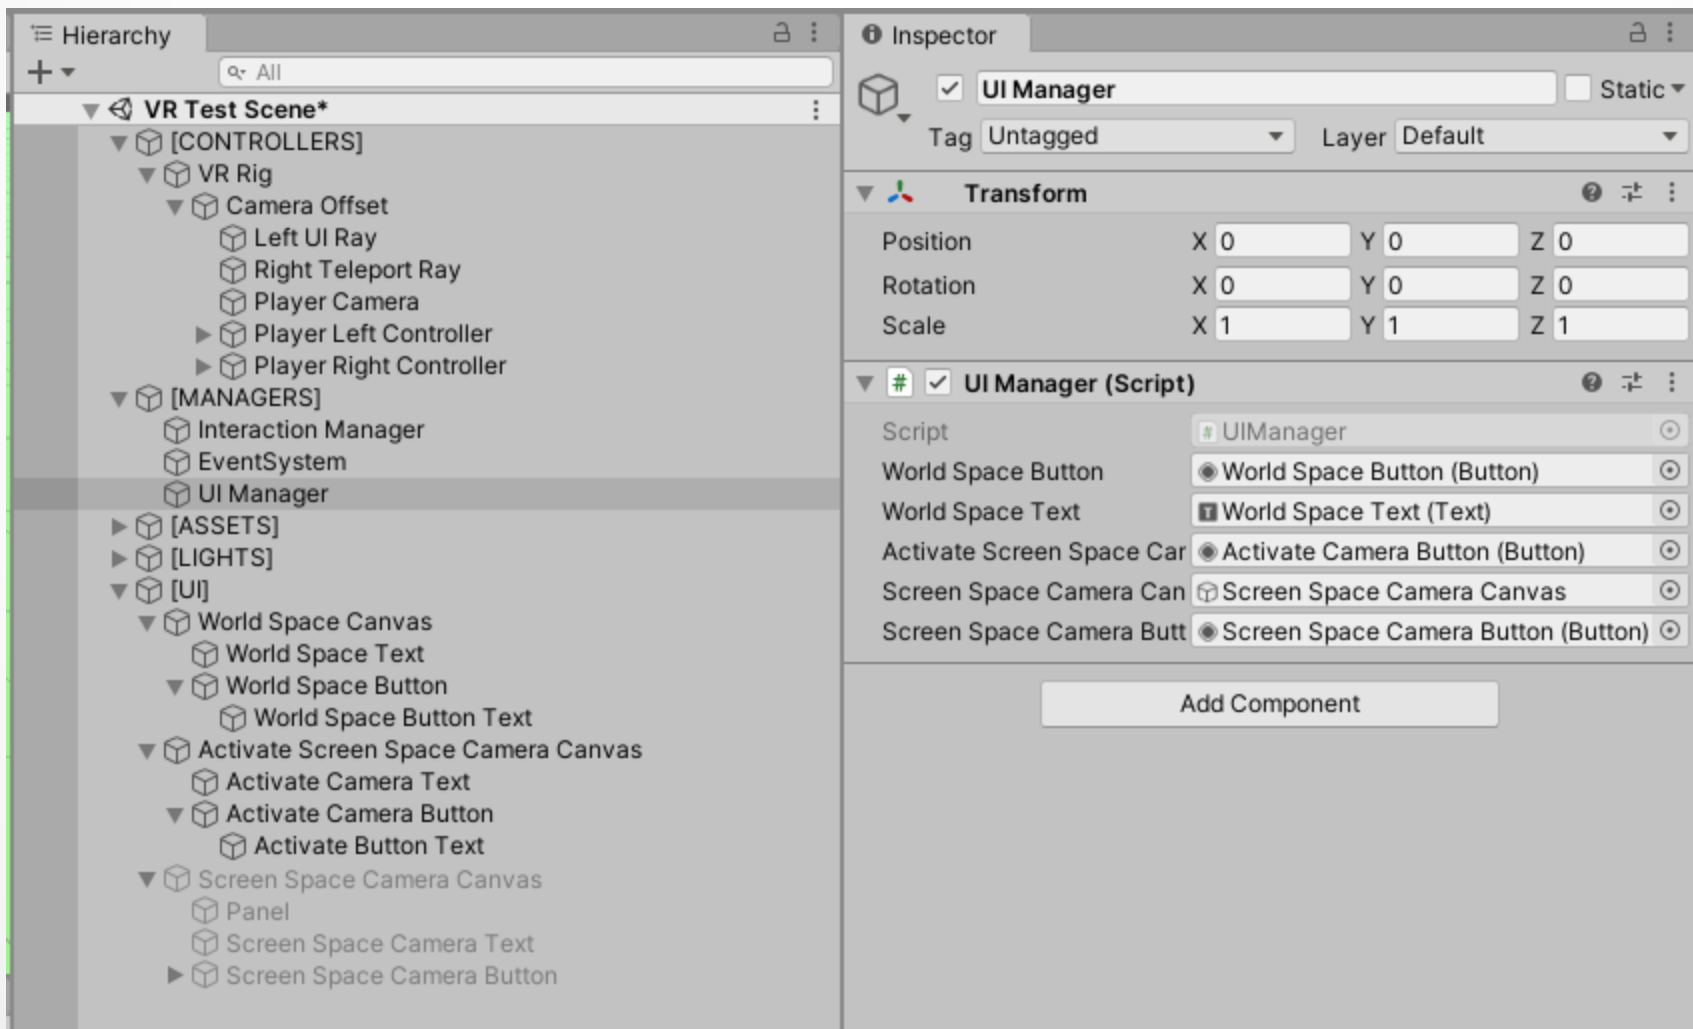 Hierarchy
All
VR Test Scene*
[CONTROLLERS]
VR Rig
Camera Offset
Left UI Ray
Right Teleport Ray
Player Camera
Player Left Controller
Player Right Controller
[MANAGERS]
Interaction Manager
EventSystem
UI Manager
[ASSETS]
[LIGHTS]
[UI]
World Space Canvas
World Space Text
World Space Button
World Space Button Text
Activate Screen Space Camera Canvas
Activate Camera Text
Activate Camera Button
Activate Button Text
Screen Space Camera Canvas
Panel
Screen Space Camera Text
Screen Space Camera Button
Inspector
UI Manager Static
Tag Untagged Layer Default
Transform
Position X 0 Y 0 Z 0
Rotation X 0 Y 0 Z 0
Scale X 1 Y 1 Z 1
# UI Manager (Script)
Script # UIManager
World Space Button World Space Button (Button)
World Space Text T World Space Text (Text)
Activate Screen Space Car Activate Camera Button (Button)
Screen Space Camera Can Screen Space Camera Canvas
Screen Space Camera Butt Screen Space Camera Button (Button)
Add Component